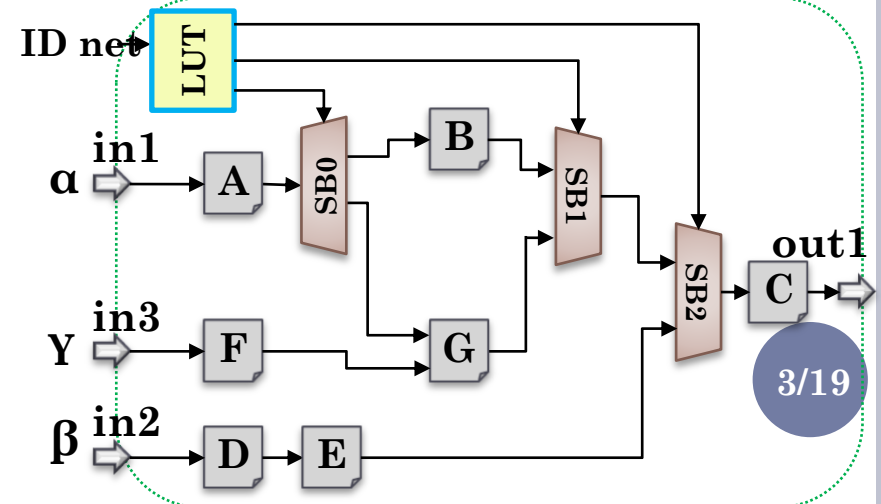 ID net
LUT
in1
α
A
SB0
B
SB1
out1
SB2
C
in3
γ
F
G
3/19
in2
β
D
E